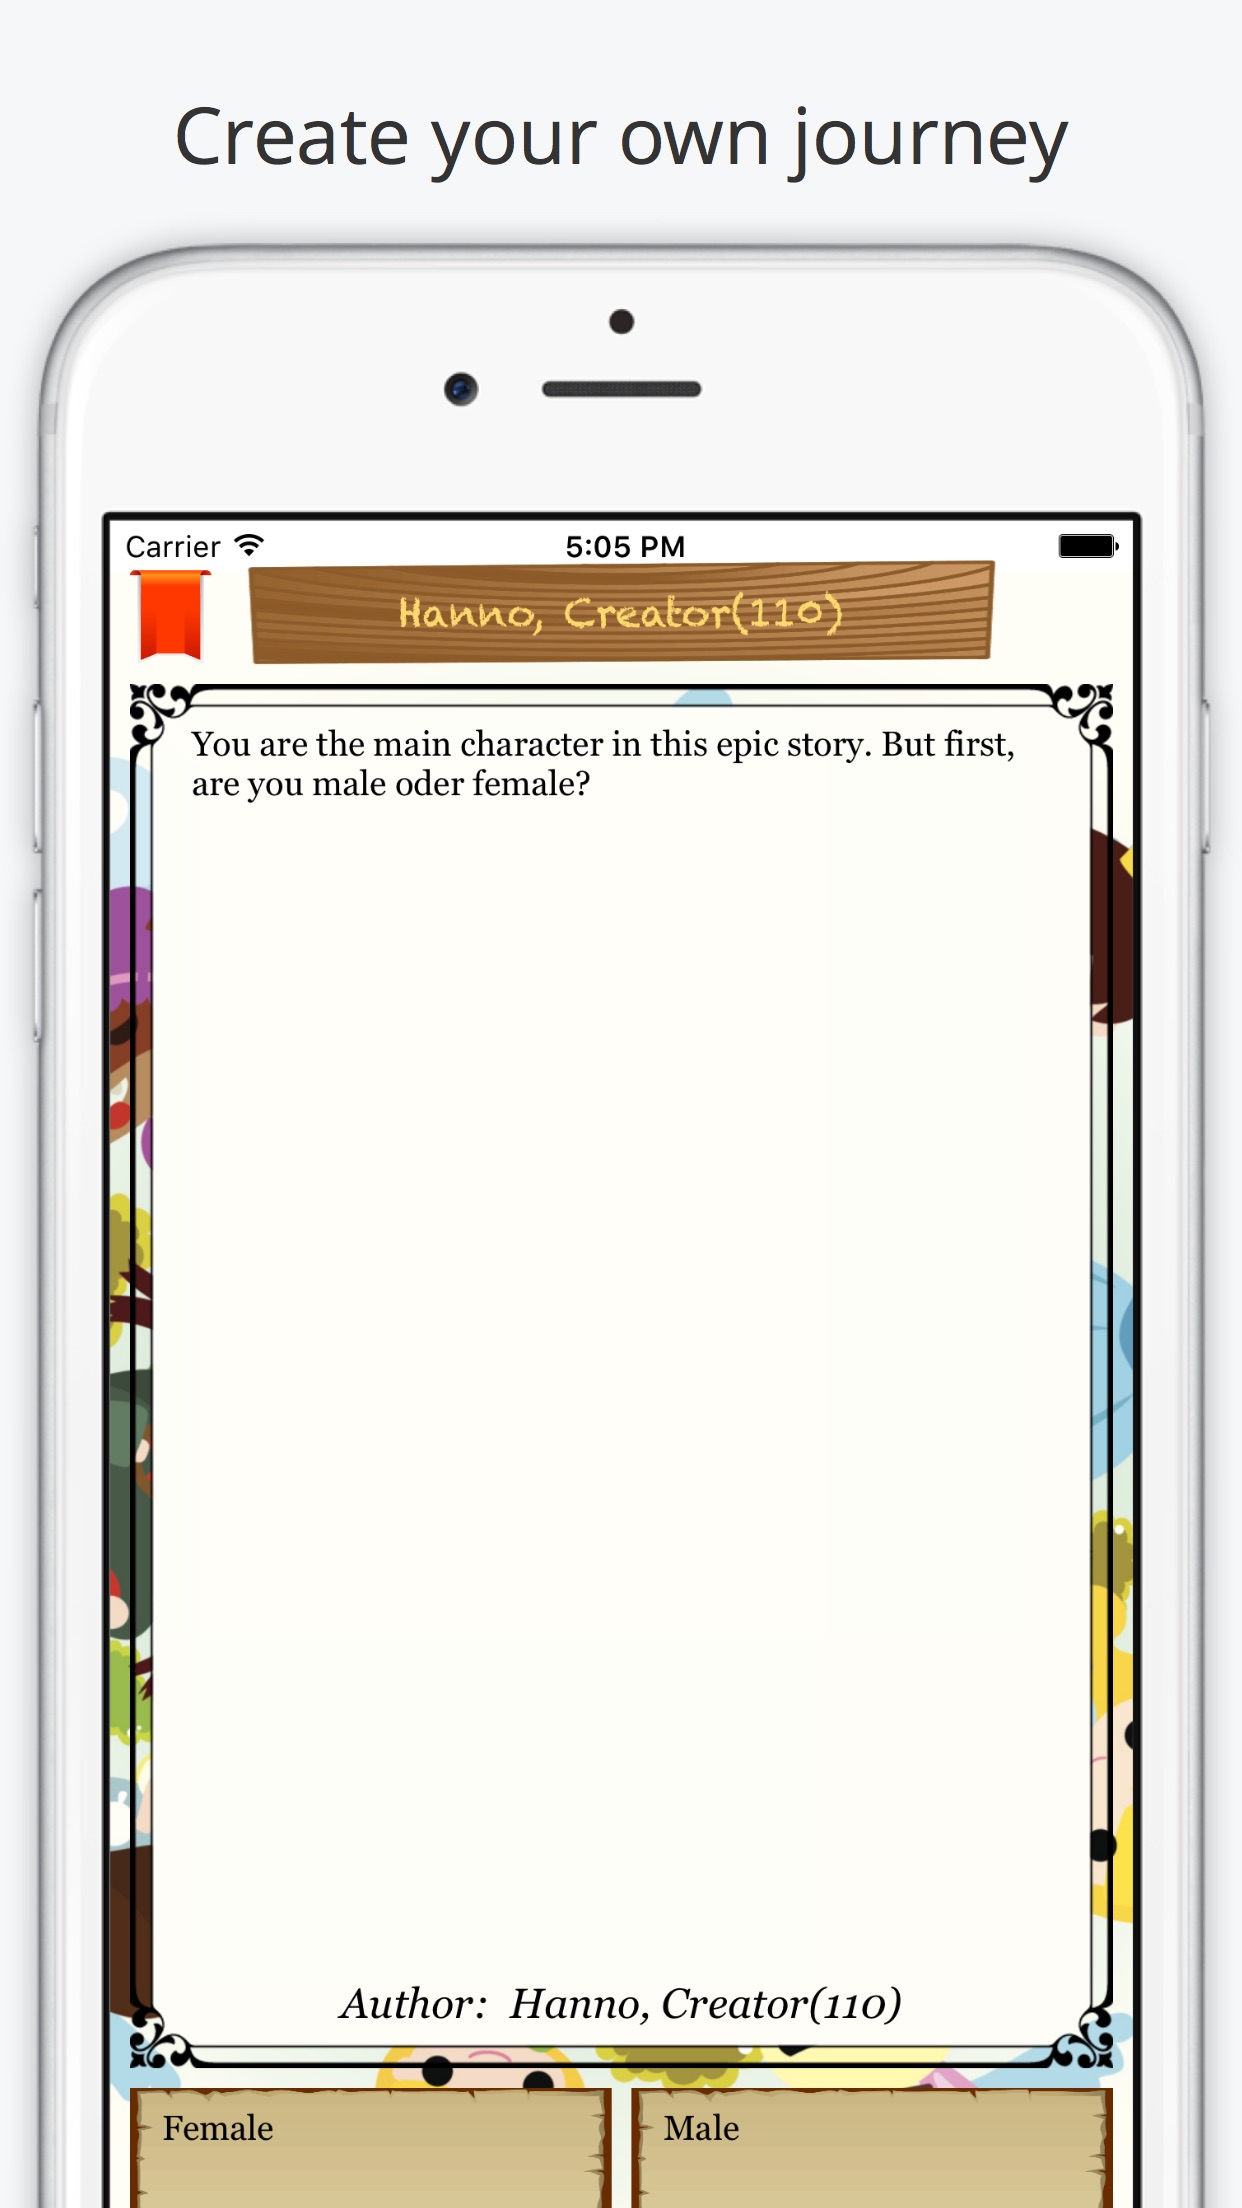 Create your own journey
Carrier 5:05 PM
Hanno, Creator(110)
You are the main character in this epic story. But first,
are you male oder female?
Author: Hanno, Creator(110)
Female
Male